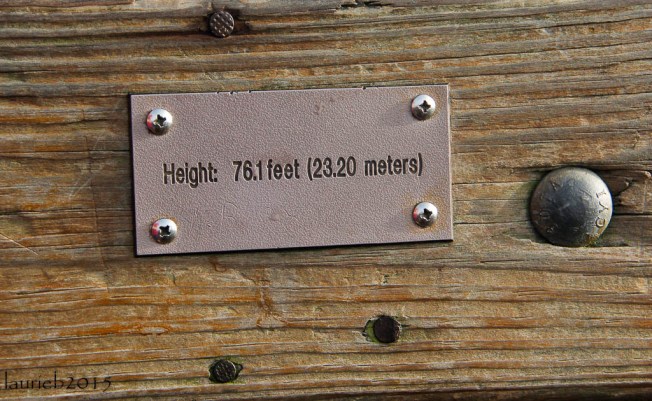 Height: 76.1 feet (23.20 meters)
laurieb2015